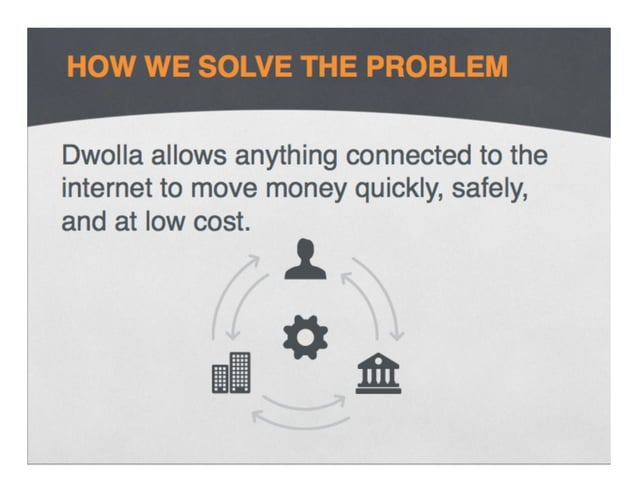 HOW WE SOLVE THE PROBLEM
Dwolla allows anything connected to the
internet to move money quickly, safely,
and at low cost.